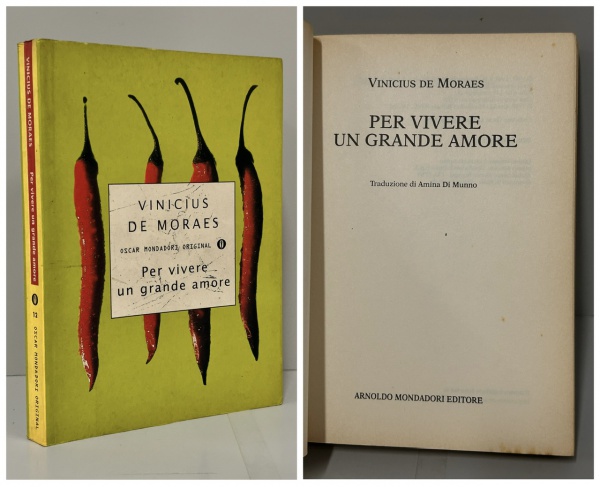 VINICIUS DE MORAES
Per vivere un grande amore
OSCAR MONDADORI ORIGINAL
VINICIUS
DE MORAES
OSCAR MONDADORI ORIGINAL
Per vivere
un grande amore
VINICIUS DE MORAES
PER VIVERE
UN GRANDE AMORE
Traduzione di Amina Di Munno
ARNOLDO MONDADORI EDITORE